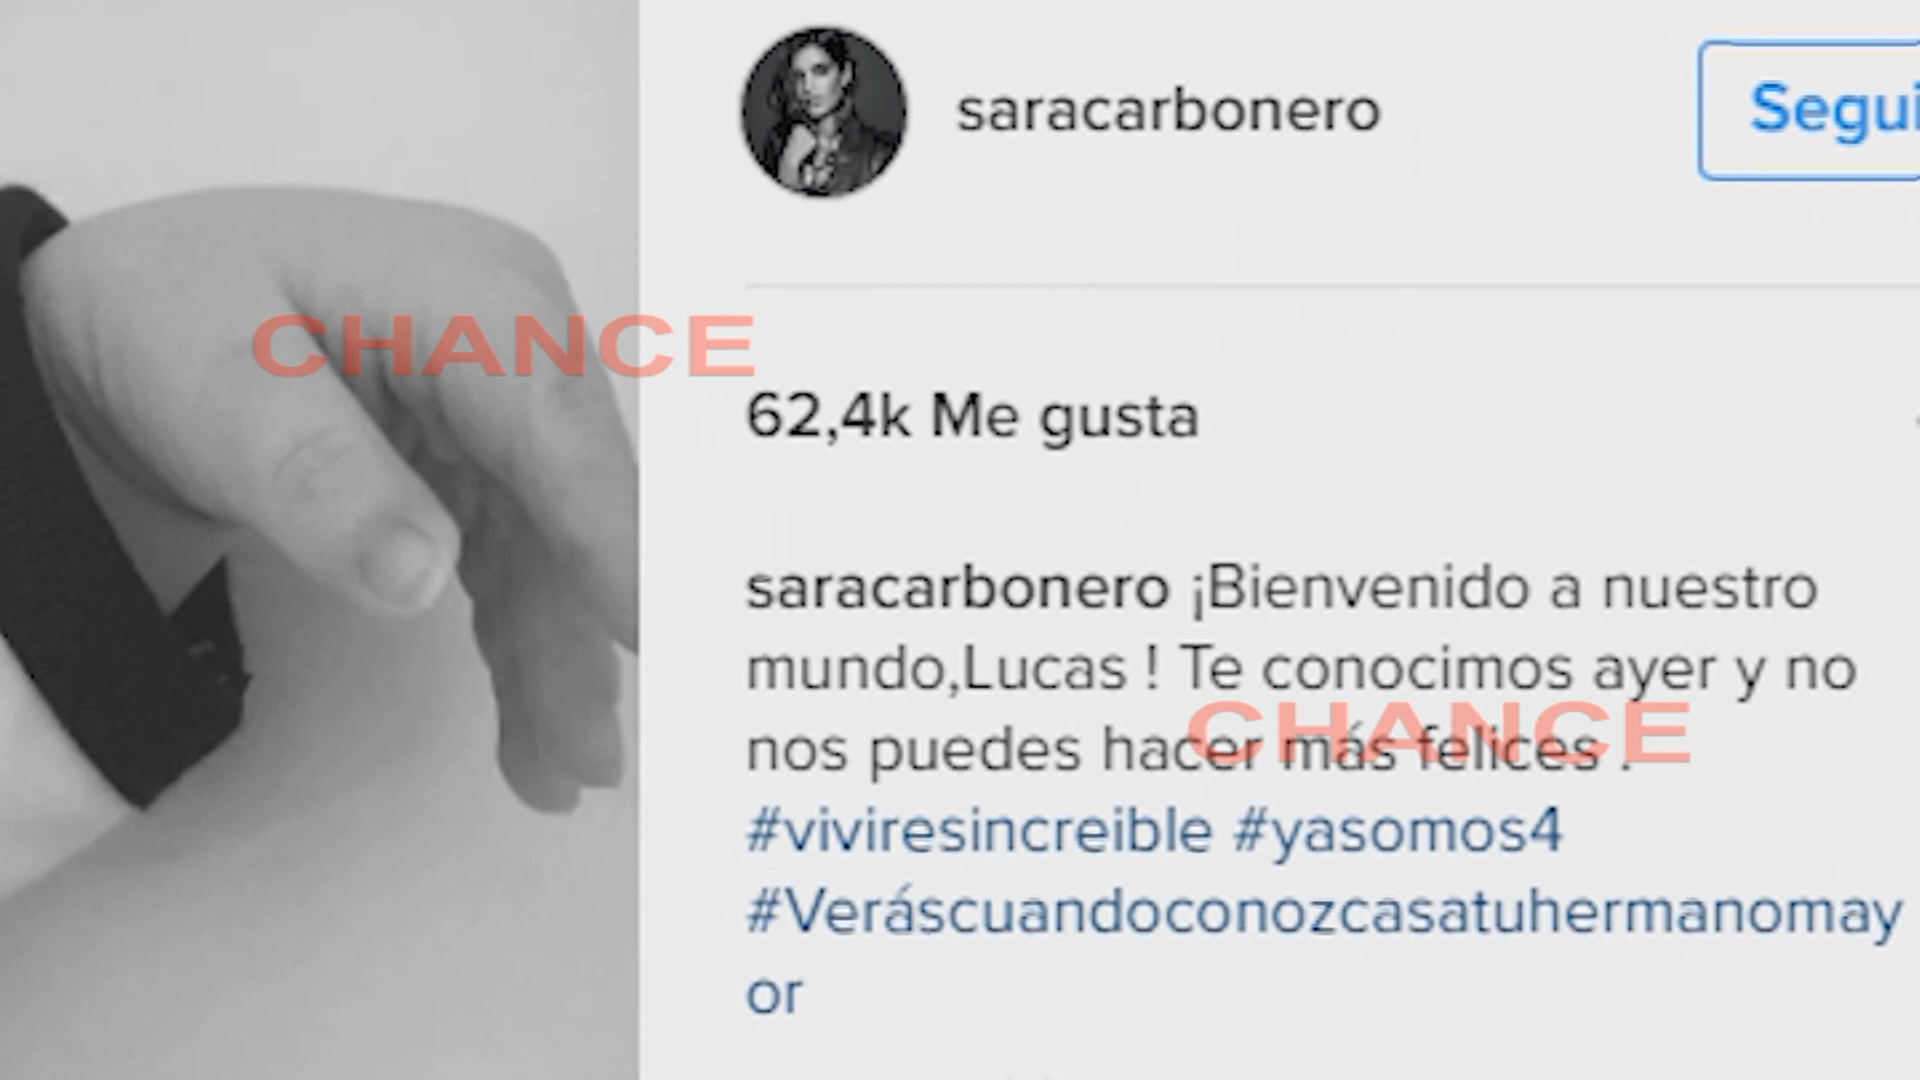 saracarbonero
Segui
CHANCE
62,4k Me gusta
saracarbonero ¡Bienvenido a nuestro
mundo,Lucas ! Te conocimos ayer y no
CHANCE
nos puedes hacer más felices .
#viviresincreible #yasomos4
#Veráscuandoconozcasatuhermanomay
or